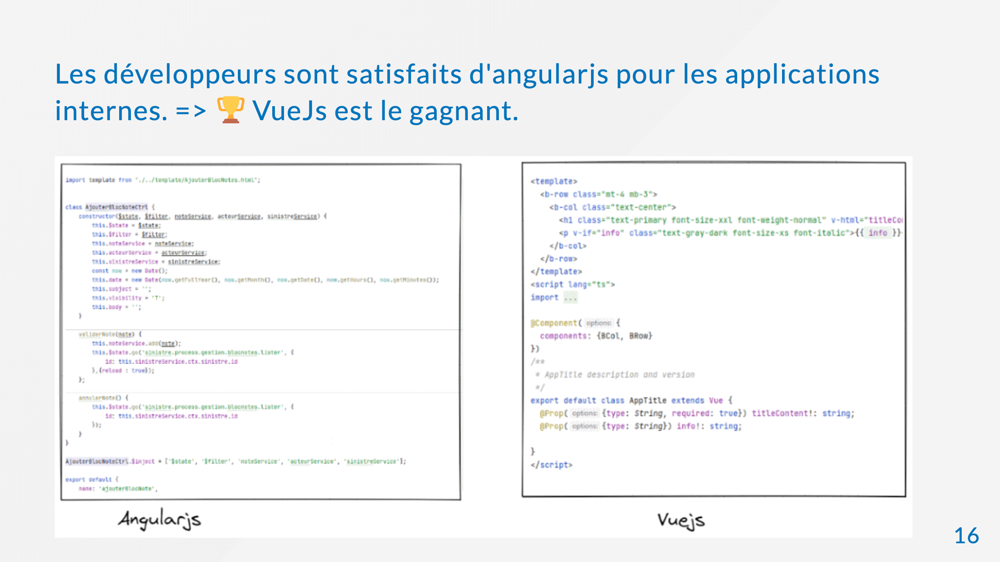 Les développeurs sont satisfaits d'angularjs pour les applications
internes. => 🏆 VueJs est le gagnant.
import template from "./../template/AjouterBlocNotes.html";
class AjouterBlocNoteCtrl {
constructor($state, $filter, noteService, acteurService, sinistreService) {
this.$state = $state;
this.$filter = $filter;
this.noteService = noteService;
this.acteurService = acteurService;
this.sinistreService = sinistreService;
const now = new Date();
this.date = new Date(now.getFullYear(), now.getMonth(), now.getDate(), now.getHours(), now.getMinutes());
this.subject = '';
this.visibility = 'T';
this.body = '';
}
validerNote(note) {
this.noteService.add(note);
this.$state.go('sinistre.process.gestion.blocnotes.lister', {
id: this.sinistreService.ctx.sinistre.id
},{reload : true});
};
annulerNote() {
this.$state.go('sinistre.process.gestion.blocnotes.lister', {
id: this.sinistreService.ctx.sinistre.id
});
}
}
AjouterBlocNoteCtrl.$inject = ['$state', '$filter', 'noteService', 'acteurService', 'sinistreService'];
export default {
name: 'ajouterBlocNote',
Angularjs
<template>
<b-row class="mt-4 mb-3">
<b-col class="text-center">
<h1 class="text-primary font-size-xxl font-weight-normal" v-html="titleCo
<p v-if="info" class="text-gray-dark font-size-xs font-italic">{{ info }}
</b-col>
</b-row>
</template>
<script lang="ts">
import ...
@Component( options: {
components: {BCol, BRow}
})
/**
* AppTitle description and version
*/
export default class AppTitle extends Vue {
@Prop( options: {type: String, required: true}) titleContent!: string;
@Prop( options: {type: String}) info!: string;
}
</script>
Vuejs
16